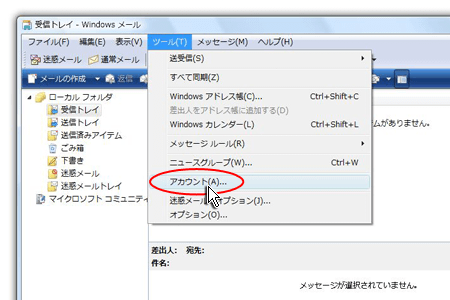 受信トレイ - Windows メール
ファイル(F) 編集(E) 表示(V) ツール(T) メッセージ(M) ヘルプ(H)
迷惑メール 通常メール
メールの作成 返信
ローカル フォルダ
受信トレイ
送信トレイ
送信済みアイテム
ごみ箱
下書き
迷惑メール
迷惑メールトレイ
マイクロソフト コミュニティ
送受信(S)
すべて同期(Z)
Windows アドレス帳(C)... Ctrl+Shift+C
差出人をアドレス帳に追加する(D)
Windows カレンダー(L) Ctrl+Shift+L
メッセージ ルール(R)
ニュースグループ(W)... Ctrl+W
アカウント(A)...
迷惑メール オプション(J)...
オプション(O)...
ムがありません。
差出人: 宛先:
件名:
メッセージが選択されていません。